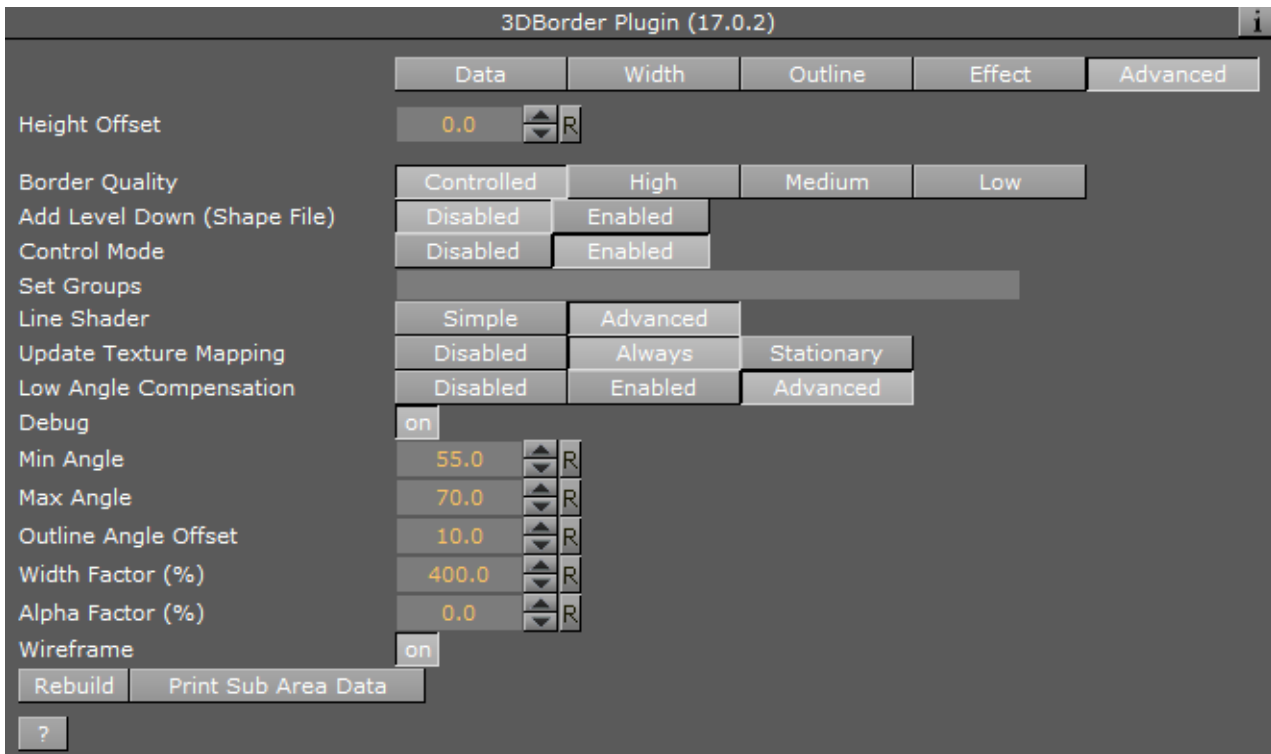 3DBorder Plugin (17.0.2) i
Data Width Outline Effect Advanced
Height Offset 0.0 R
Border Quality Controlled High Medium Low
Add Level Down (Shape File) Disabled Enabled
Control Mode Disabled Enabled
Set Groups
Line Shader Simple Advanced
Update Texture Mapping Disabled Always Stationary
Low Angle Compensation Disabled Enabled Advanced
Debug on
Min Angle 55.0 R
Max Angle 70.0 R
Outline Angle Offset 10.0 R
Width Factor (%) 400.0 R
Alpha Factor (%) 0.0 R
Wireframe on
Rebuild Print Sub Area Data
?